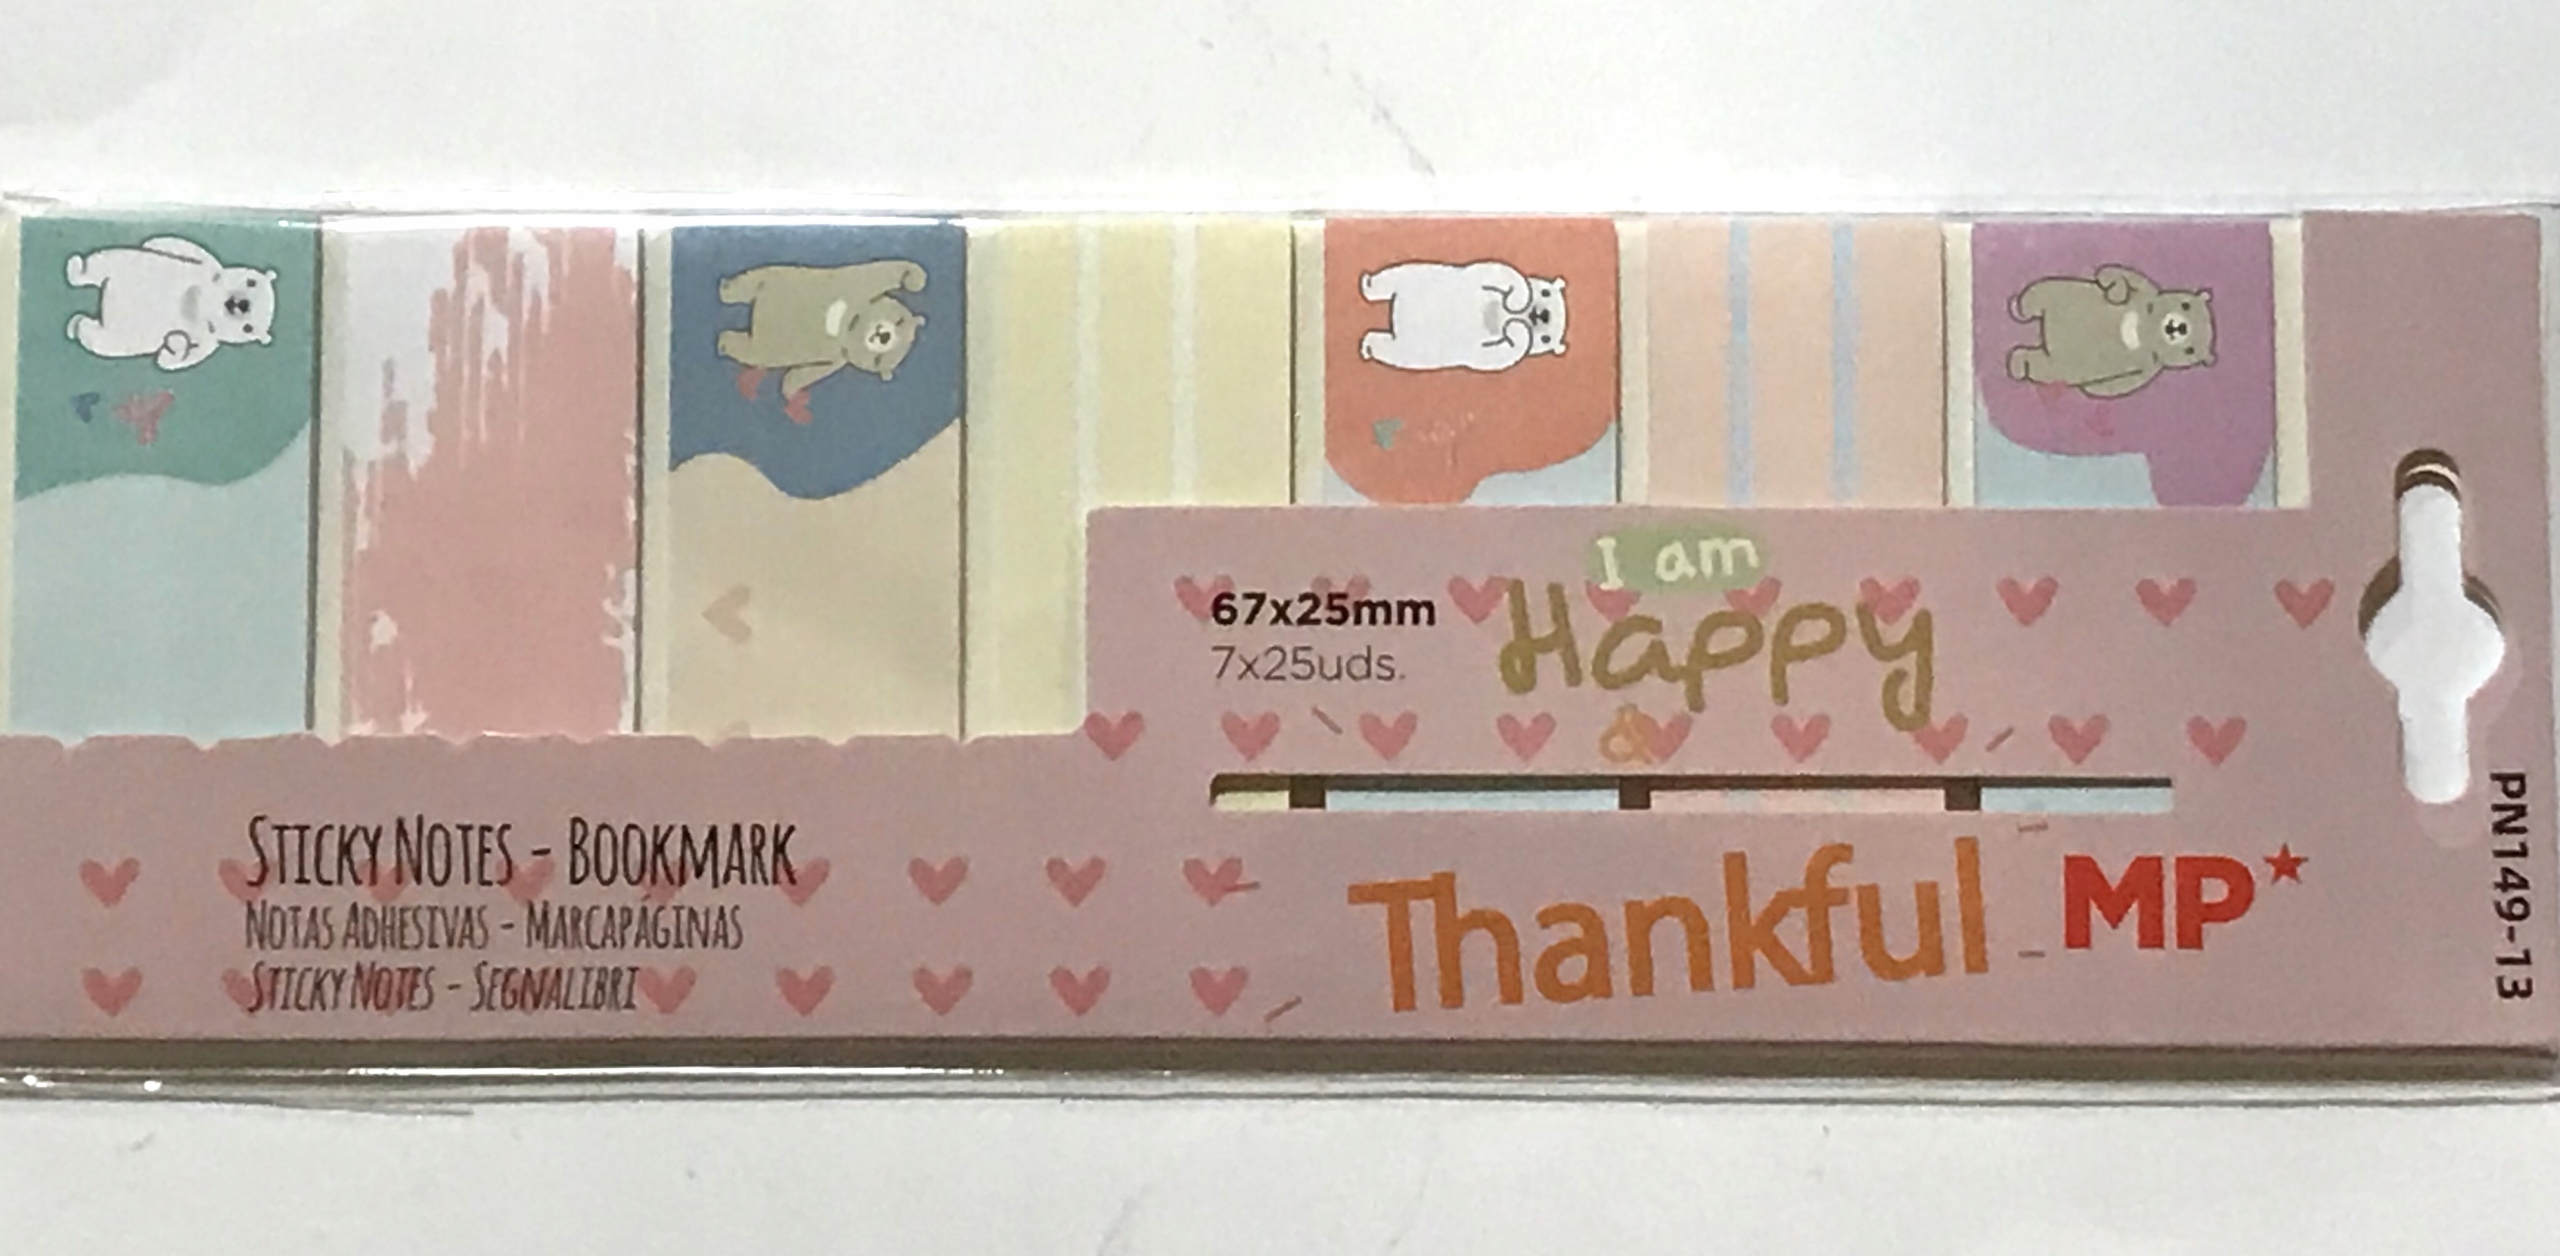 I am
67x25mm
Happy
7x25uds.
&
STICKY NOTES - BOOKMARK
NOTAS ADHESIVAS - MARCAPÁGINAS
STICKY NOTES - SEGNALIBRI
Thankful
MP*
PN149-13